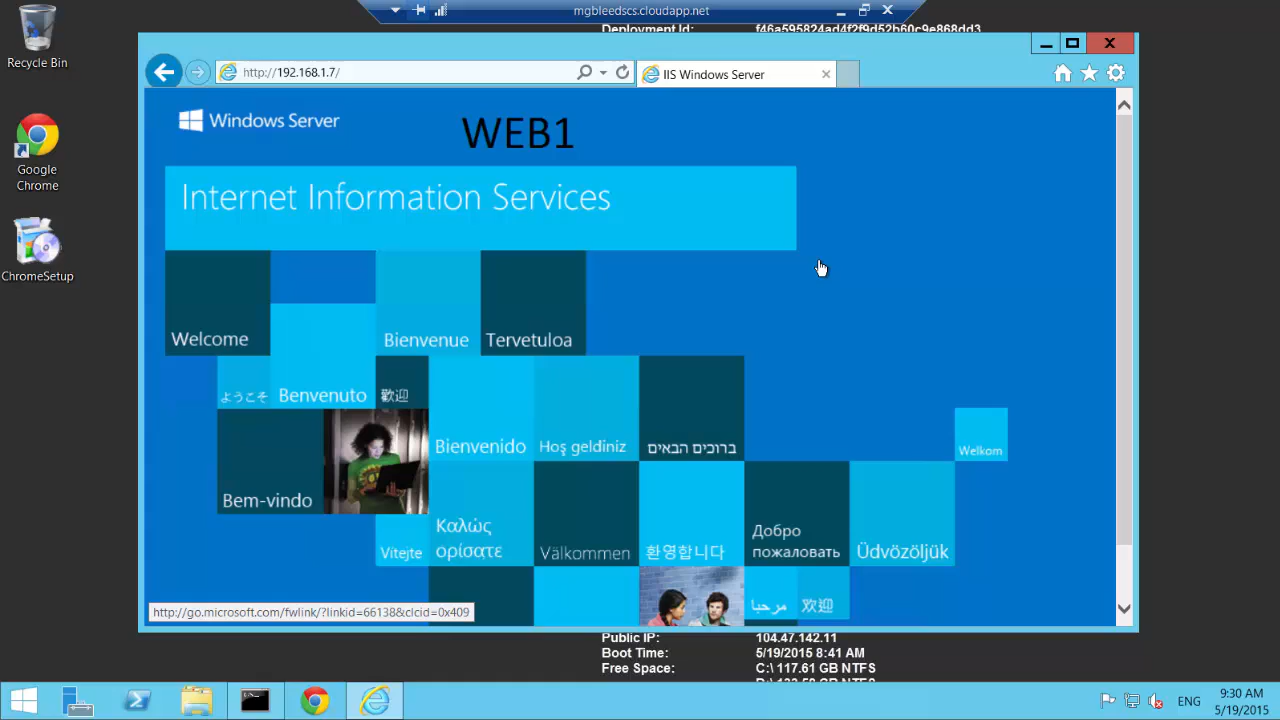 mgbleedscs.cloudapp.net
Deployment Id: f46a595824ad4f2f9d52b60c9e868dd3
Recycle Bin
http://192.168.1.7/
IIS Windows Server
Windows Server
WEB1
Google
Chrome
Internet Information Services
ChromeSetup
Welcome
Bienvenue
Tervetuloa
ようこそ
Benvenuto
歡迎
Bienvenido
Hoş geldiniz
ברוכים הבאים
Welkom
Bem-vindo
Vítejte
Καλώς
ορίσατε
Välkommen
환영합니다
Добро
пожаловать
Üdvözöljük
مرحبا
欢迎
http://go.microsoft.com/fwlink/?linkid=66138&clcid=0x409
Public IP: 104.47.142.11
Boot Time: 5/19/2015 8:41 AM
Free Space: C:\ 117.61 GB NTFS
ENG
9:30 AM
5/19/2015